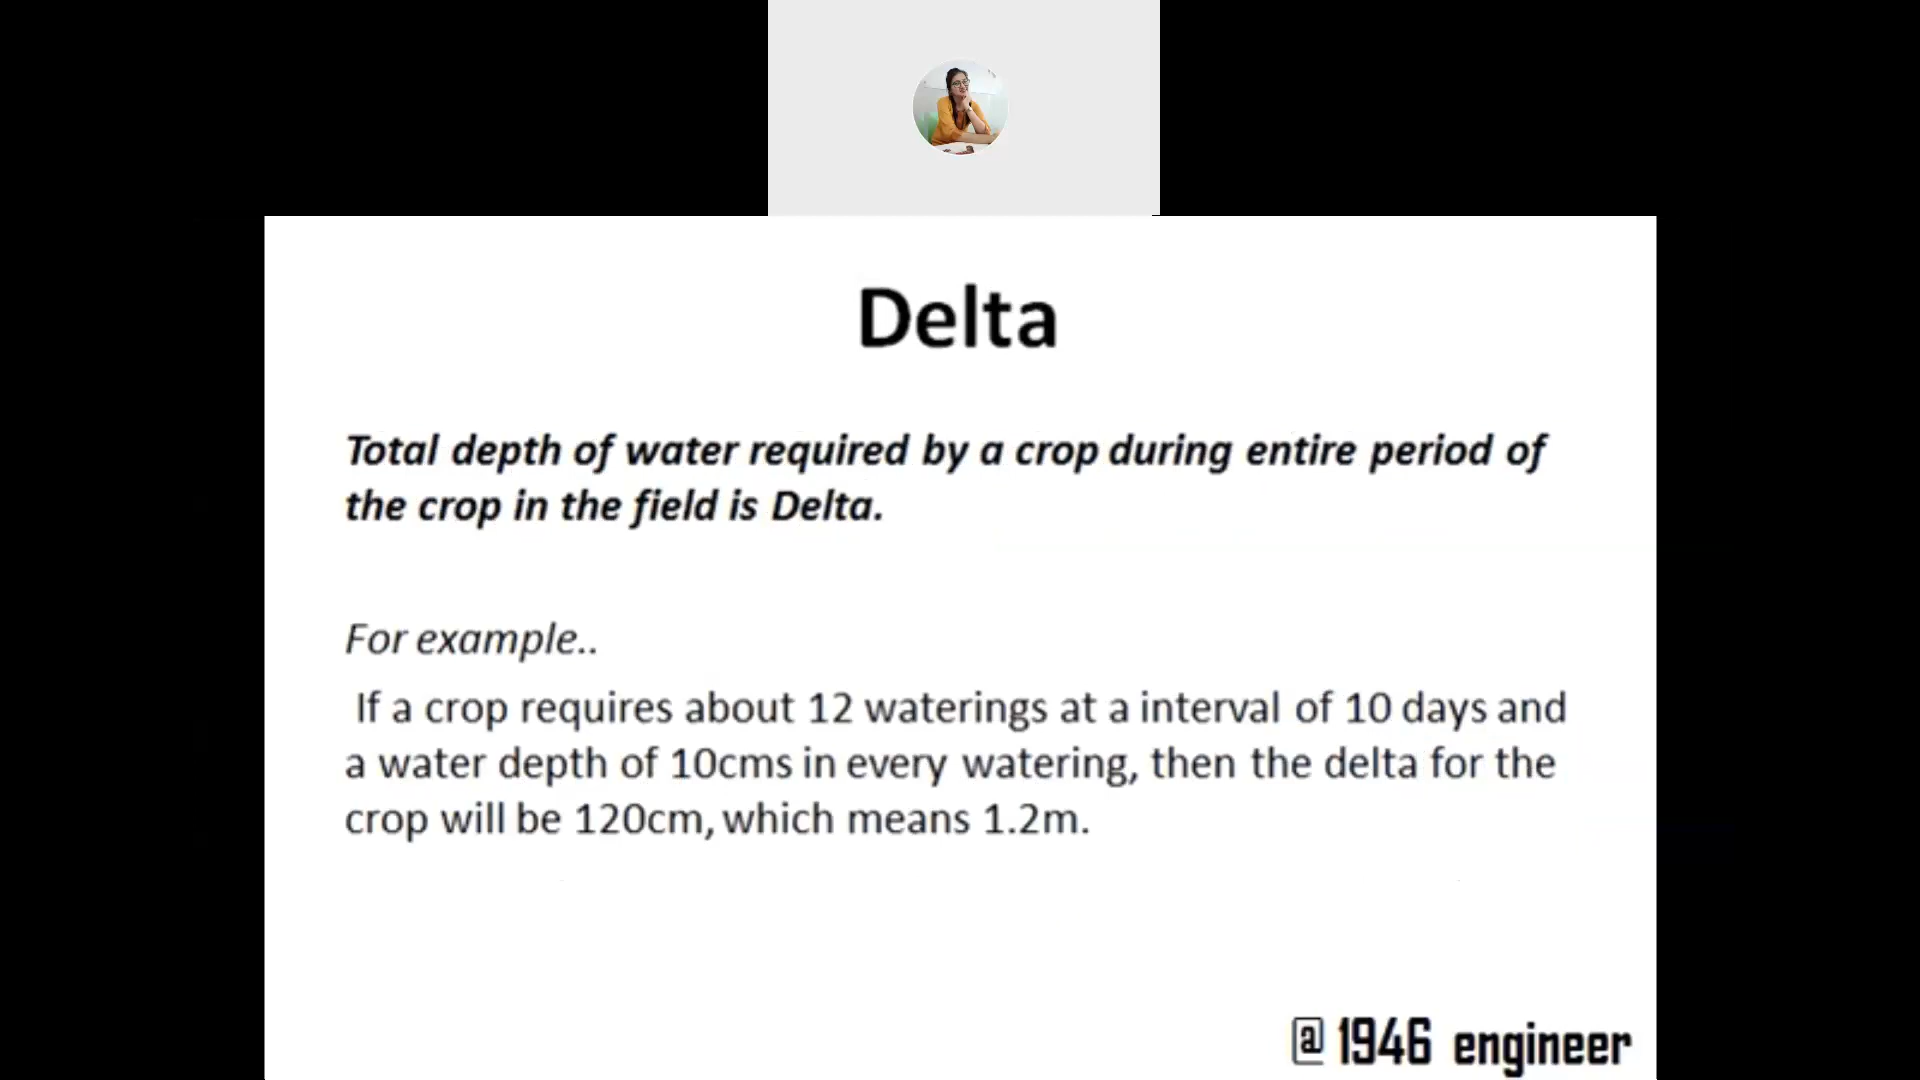 Delta
Total depth of water required by a crop during entire period of
the crop in the field is Delta.
For example..
If a crop requires about 12 waterings at a interval of 10 days and
a water depth of 10cms in every watering, then the delta for the
crop will be 120cm, which means 1.2m.
@ 1946 engineer